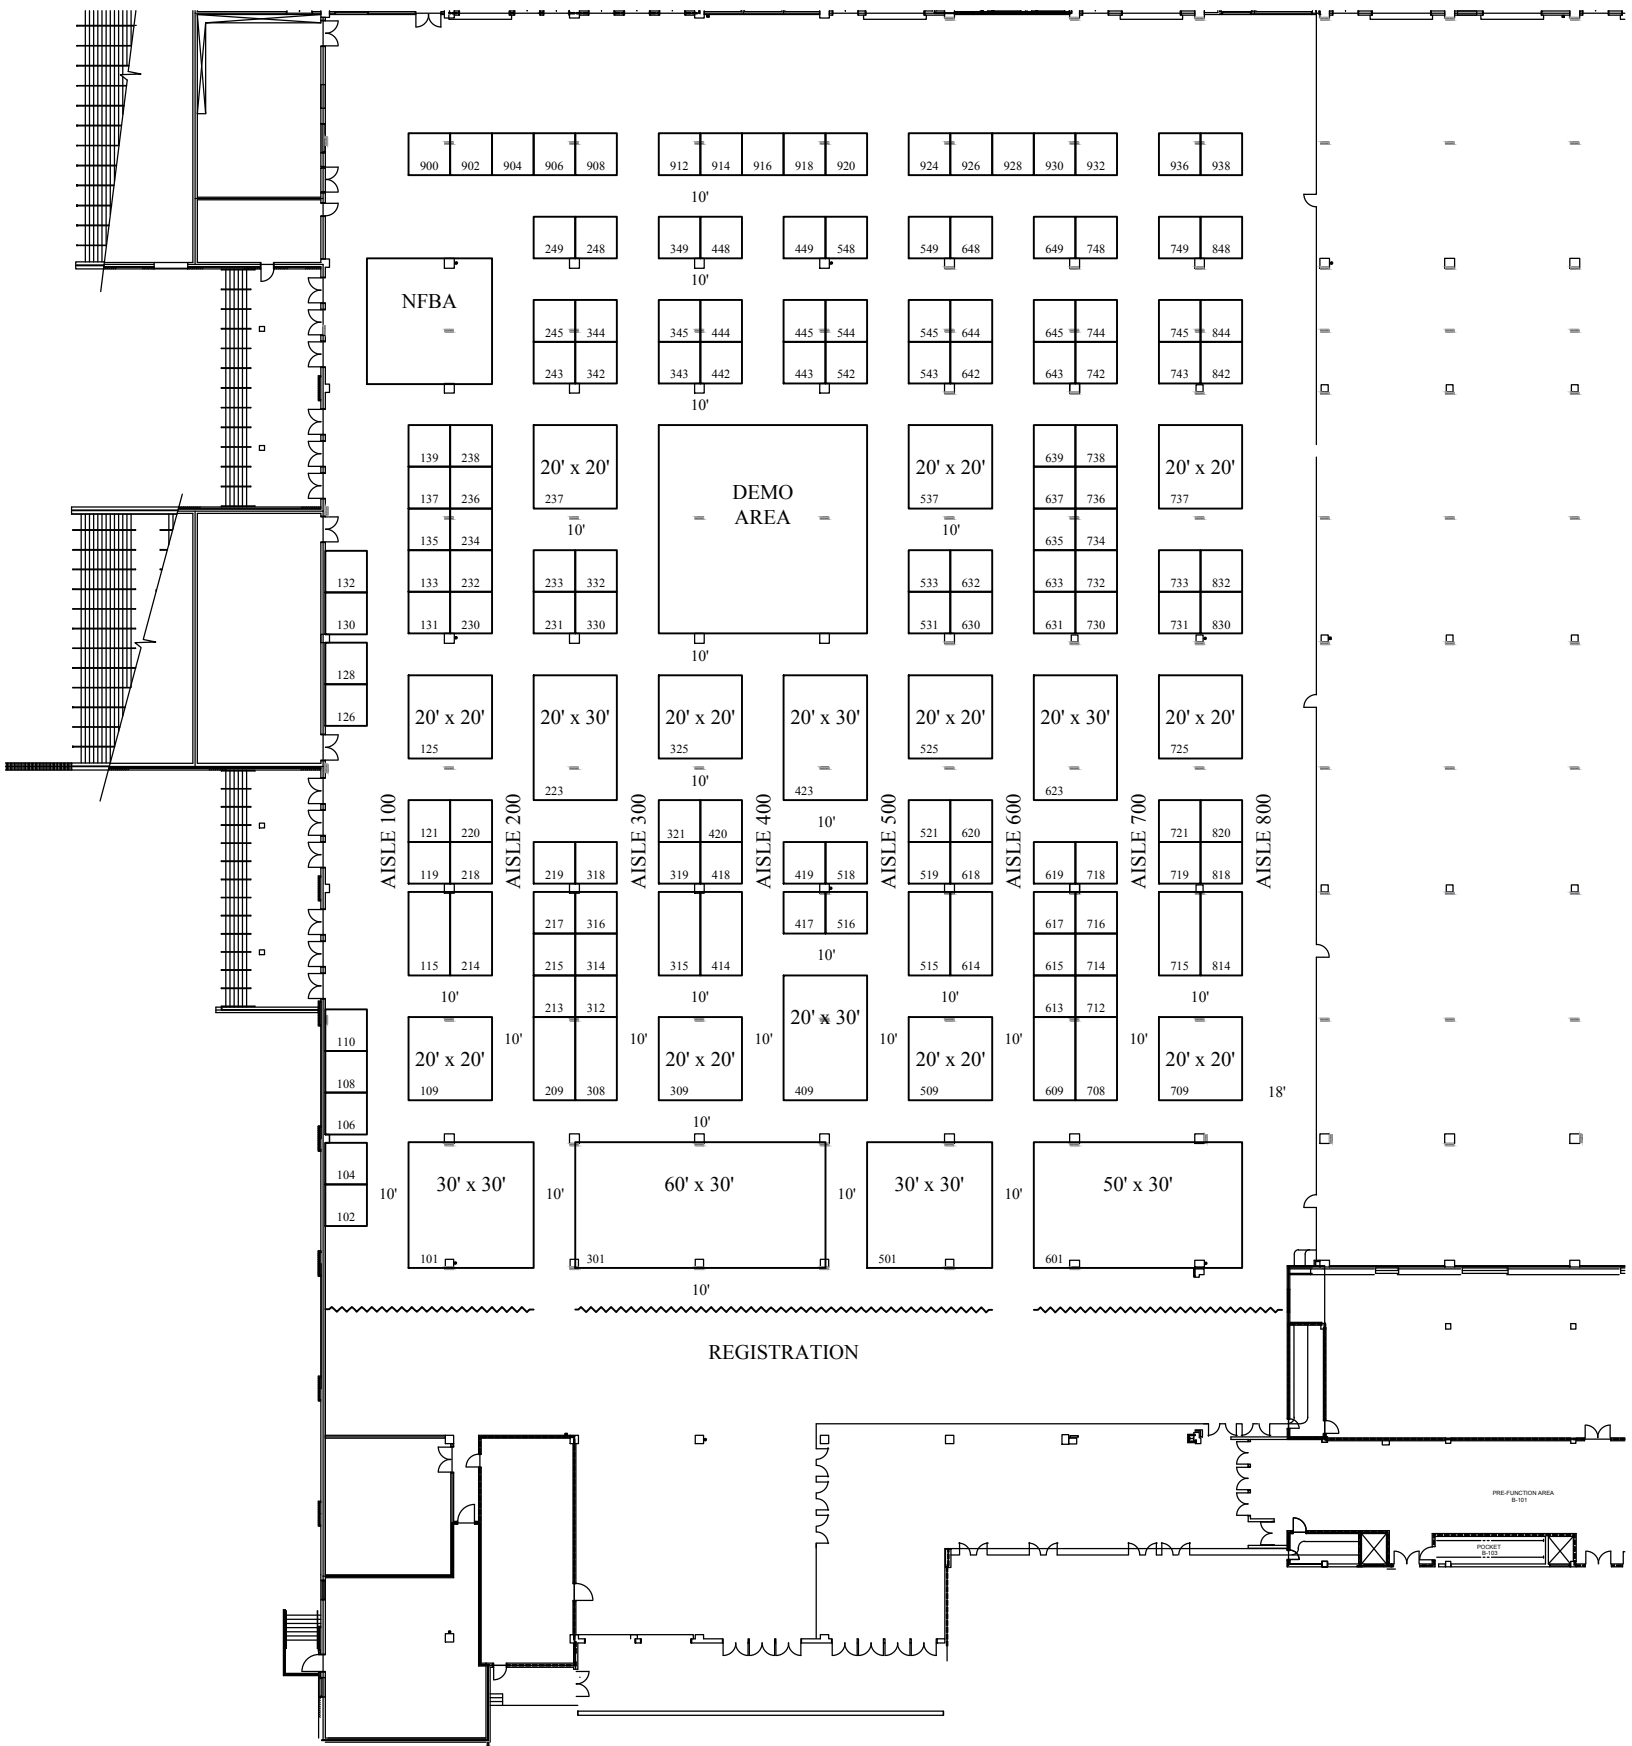 900 902 904 906 908 912 914 916 918 920 924 926 928 930 932 936 938
10'
249 248 349 448 449 548 549 648 649 748 749 848
10'
NFBA
245 344 345 444 445 544 545 644 645 744 745 844
243 342 343 442 443 542 543 642 643 742 743 842
10'
139 238 639 738
20' x 20' 20' x 20' 20' x 20'
137 236 237 537 637 736 737
DEMO
AREA
10' 10'
135 234 635 734
132 133 232 233 332 533 632 633 732 733 832
130 131 230 231 330 531 630 631 730 731 830
10'
128
126
20' x 20' 20' x 30' 20' x 20' 20' x 30' 20' x 20' 20' x 30' 20' x 20'
125 325 525 725
10'
223 423 623
10'
AISLE 100 AISLE 200 AISLE 300 AISLE 400 AISLE 500 AISLE 600 AISLE 700 AISLE 800
121 220 321 420 521 620 721 820
119 218 219 318 319 418 419 518 519 618 619 718 719 818
217 316 417 516 617 716
10'
115 214 215 314 315 414 515 614 615 714 715 814
10' 10' 10' 10'
213 312 613 712
20' x 30'
110 10' 10' 10' 10' 10' 10'
108 20' x 20' 20' x 20' 20' x 20' 20' x 20'
109 209 308 309 409 509 609 708 709 18'
106 10'
104
102
10' 30' x 30' 10' 60' x 30' 10' 30' x 30' 10' 50' x 30'
101 301 501 601
10'
REGISTRATION
PRE-FUNCTION AREA
B-101
POCKET
B-103